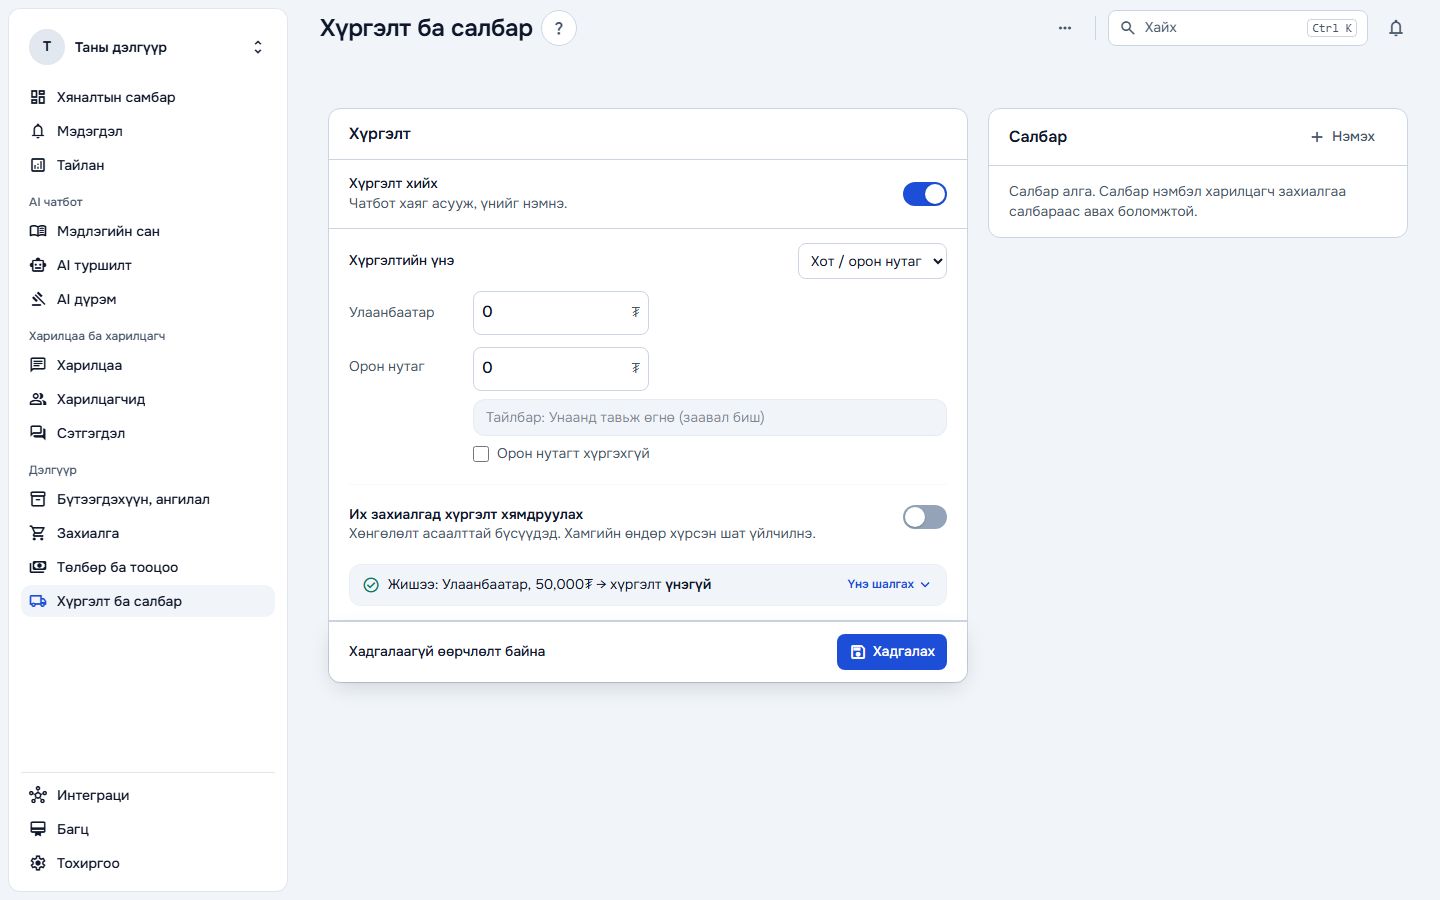 Т
Таны дэлгүүр
Хяналтын самбар
Мэдэгдэл
Тайлан
AI чатбот
Мэдлэгийн сан
AI туршилт
AI дүрэм
Харилцаа ба харилцагч
Харилцаа
Харилцагчид
Сэтгэгдэл
Дэлгүүр
Бүтээгдэхүүн, ангилал
Захиалга
Төлбөр ба тооцоо
Хүргэлт ба салбар
Интеграци
Багц
Тохиргоо
Хүргэлт ба салбар
?
Хайх
Ctrl K
Хүргэлт
Хүргэлт хийх
Чатбот хаяг асууж, үнийг нэмнэ.
Хүргэлтийн үнэ
Хот / орон нутаг
Улаанбаатар
0 ₮
Орон нутаг
0 ₮
Тайлбар: Унаанд тавьж өгнө (заавал биш)
Орон нутагт хүргэхгүй
Их захиалгад хүргэлт хямдруулах
Хөнгөлөлт асаалттай бүсүүдэд. Хамгийн өндөр хүрсэн шат үйлчилнэ.
Жишээ: Улаанбаатар, 50,000₮ → хүргэлт үнэгүй
Үнэ шалгах
Хадгалаагүй өөрчлөлт байна
Хадгалах
Салбар
+ Нэмэх
Салбар алга. Салбар нэмбэл харилцагч захиалгаа
салбараас авах боломжтой.